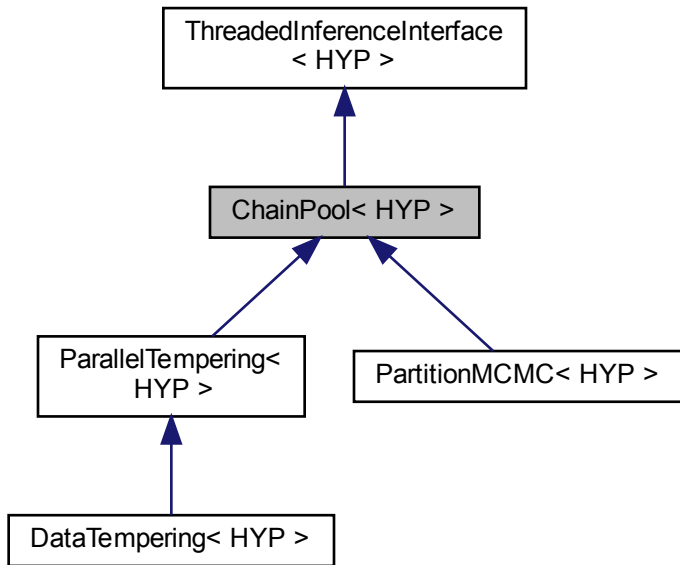 ThreadedInferenceInterface
< HYP >
ChainPool< HYP >
ParallelTempering<
HYP >
PartitionMCMC< HYP >
DataTempering< HYP >